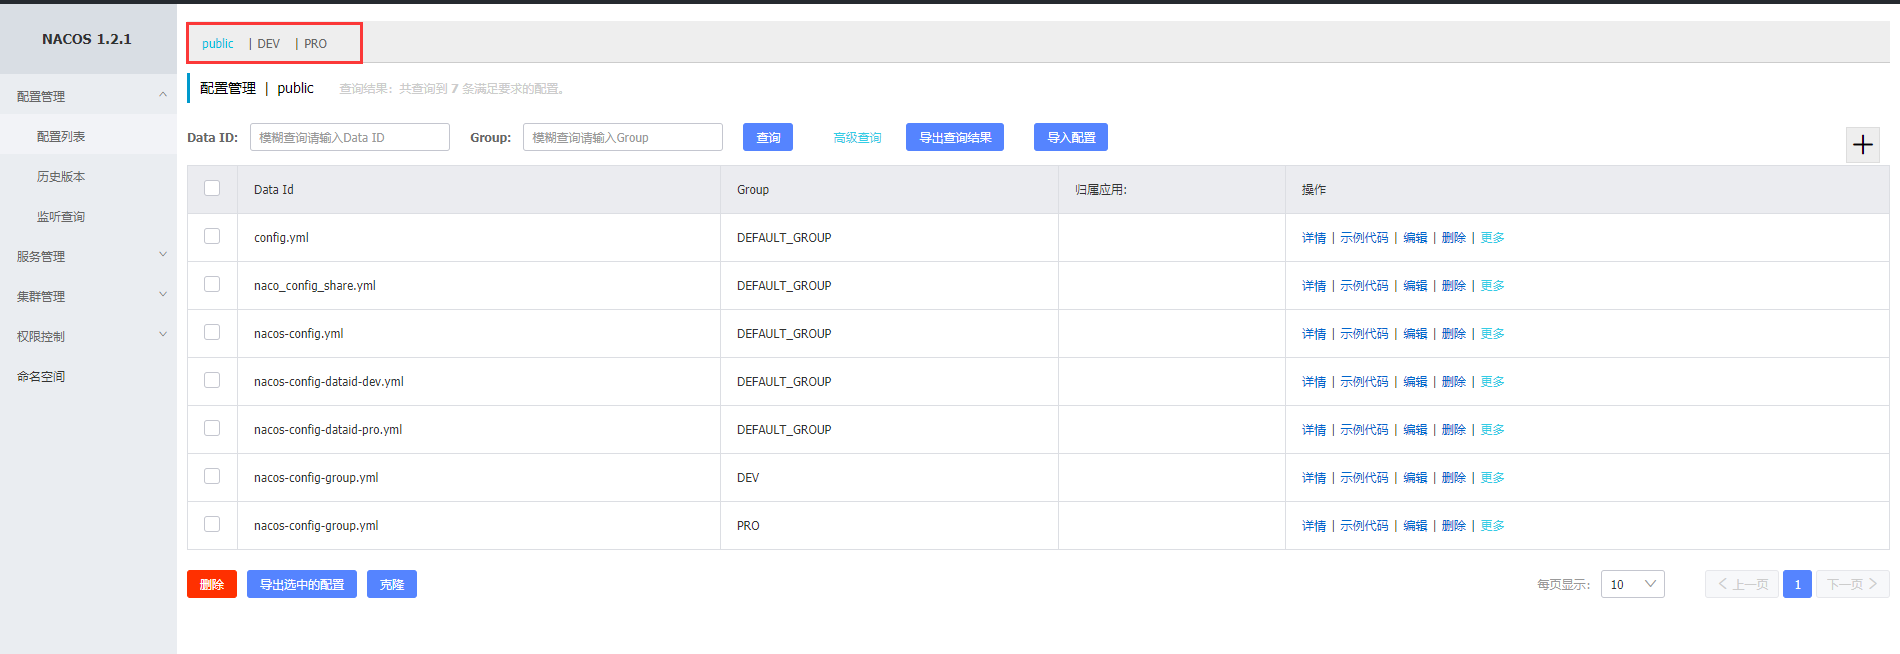 NACOS 1.2.1
public | DEV | PRO
配置管理
配置列表
历史版本
监听查询
服务管理
集群管理
权限控制
命名空间
配置管理 | public 查询结果：共查询到 7 条满足要求的配置。
Data ID: 模糊查询请输入Data ID Group: 模糊查询请输入Group 查询 高级查询 导出查询结果 导入配置
Data Id Group 归属应用: 操作
config.yml DEFAULT_GROUP 详情 | 示例代码 | 编辑 | 删除 | 更多
naco_config_share.yml DEFAULT_GROUP 详情 | 示例代码 | 编辑 | 删除 | 更多
nacos-config.yml DEFAULT_GROUP 详情 | 示例代码 | 编辑 | 删除 | 更多
nacos-config-dataid-dev.yml DEFAULT_GROUP 详情 | 示例代码 | 编辑 | 删除 | 更多
nacos-config-dataid-pro.yml DEFAULT_GROUP 详情 | 示例代码 | 编辑 | 删除 | 更多
nacos-config-group.yml DEV 详情 | 示例代码 | 编辑 | 删除 | 更多
nacos-config-group.yml PRO 详情 | 示例代码 | 编辑 | 删除 | 更多
删除 导出选中的配置 克隆 每页显示: 10 上一页 1 下一页